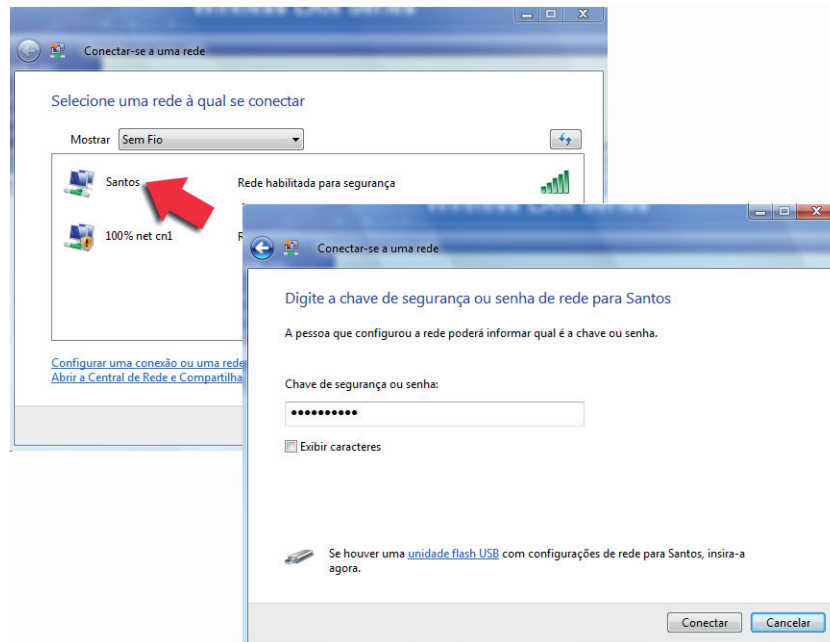 Conectar-se a uma rede
Selecione uma rede à qual se conectar
Mostrar Sem Fio
Santos Rede habilitada para segurança
100% net cn1
Configurar uma conexão ou uma rede
Abrir a Central de Rede e
Conectar-se a uma rede
Digite a chave de segurança ou senha de rede para Santos
A pessoa que configurou a rede poderá informar qual é a chave ou senha.
Chave de segurança ou senha:
••••••••••
Exibir caracteres
Se houver uma unidade flash USB com configurações de rede para Santos, insira-a
agora.
Conectar Cancelar